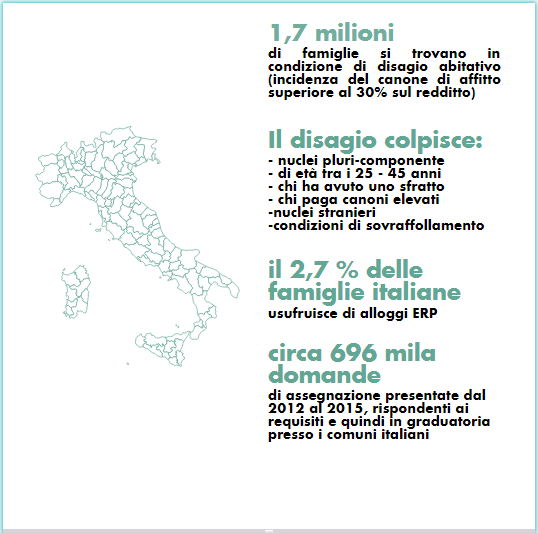 1,7 milioni
di famiglie si trovano in
condizione di disagio abitativo
(incidenza del canone di affitto
superiore al 30% sul redditto)
Il disagio colpisce:
- nuclei pluri-componente
- di età tra i 25 - 45 anni
- chi ha avuto uno sfratto
- chi paga canoni elevati
-nuclei stranieri
-condizioni di sovraffollamento
il 2,7 % delle
famiglie italiane
usufruisce di alloggi ERP
circa 696 mila
domande
di assegnazione presentate dal
2012 al 2015, rispondenti ai
requisiti e quindi in graduatoria
presso i comuni italiani